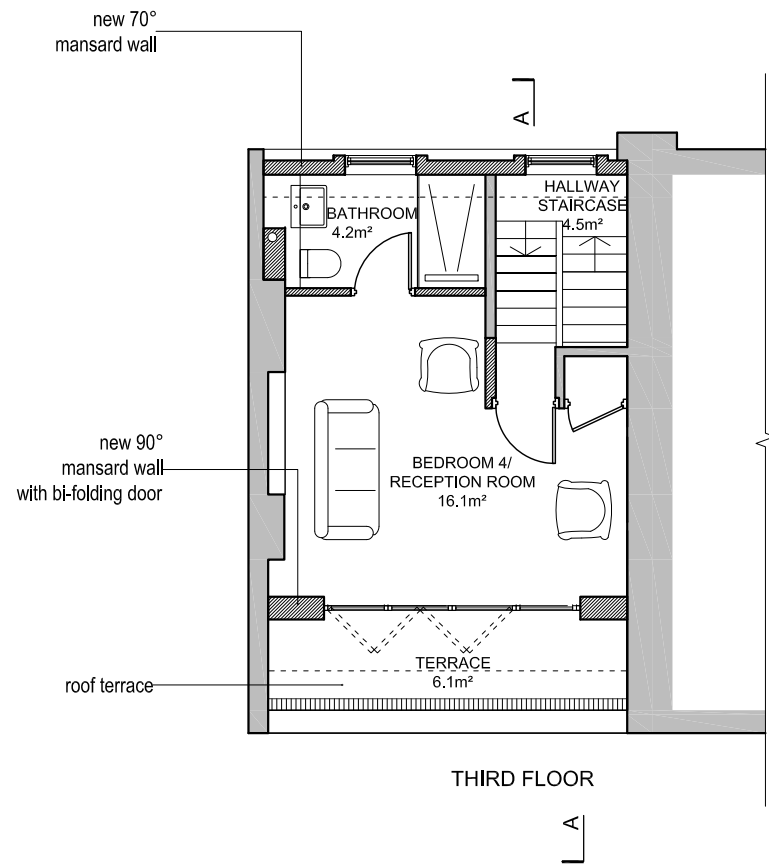 new 70°
mansard wall
A
HALLWAY
STAIRCASE
4.5m²
BATHROOM
4.2m²
new 90°
mansard wall
with bi-folding door
BEDROOM 4/
RECEPTION ROOM
16.1m²
TERRACE
6.1m²
roof terrace
THIRD FLOOR
A